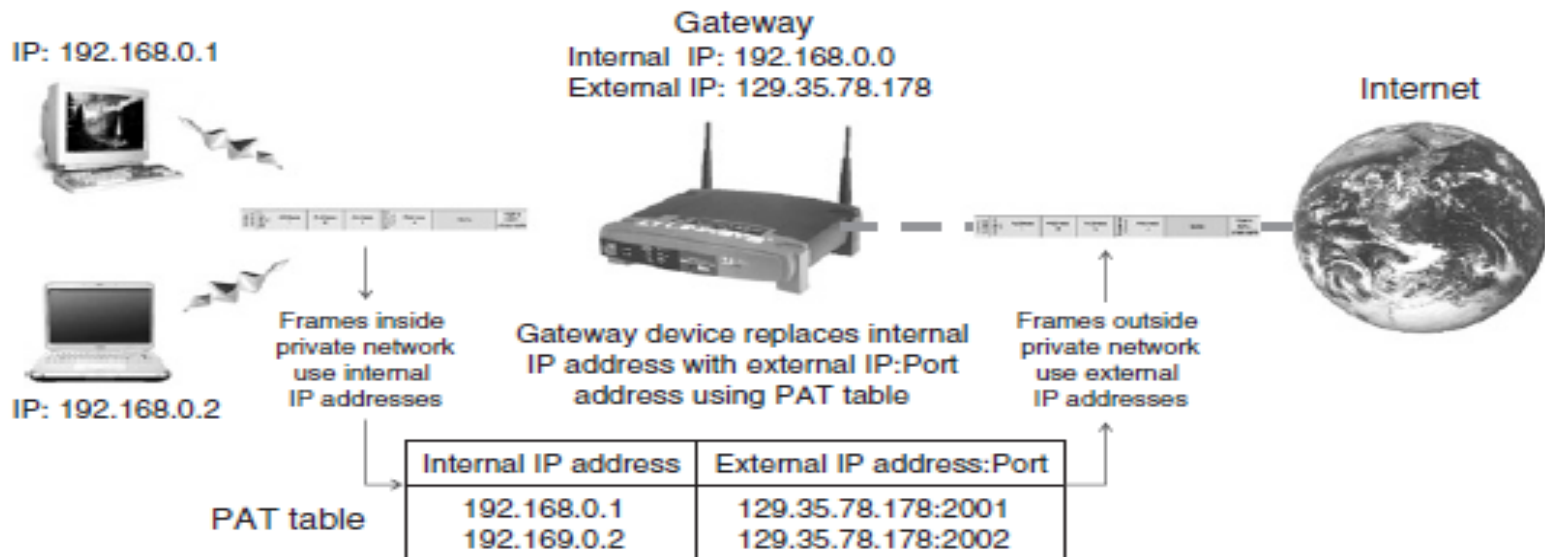 Gateway
Internal IP: 192.168.0.0
External IP: 129.35.78.178
IP: 192.168.0.1
Internet
IP: 192.168.0.2
Frames inside
private network
use internal
IP addresses
Gateway device replaces internal
IP address with external IP:Port
address using PAT table
Frames outside
private network
use external
IP addresses
PAT table
Internal IP address External IP address:Port
192.168.0.1 129.35.78.178:2001
192.169.0.2 129.35.78.178:2002